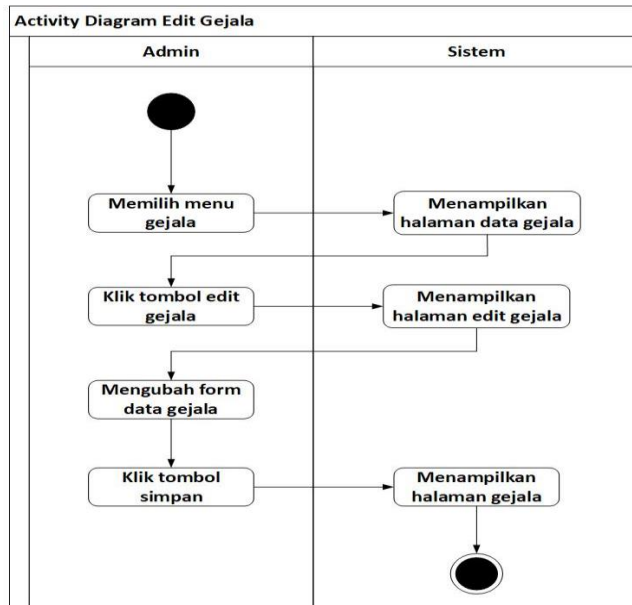 Activity Diagram Edit Gejala
Admin
Sistem
Memilih menu
gejala
Menampilkan
halaman data gejala
Klik tombol edit
gejala
Menampilkan
halaman edit gejala
Mengubah form
data gejala
Klik tombol
simpan
Menampilkan
halaman gejala